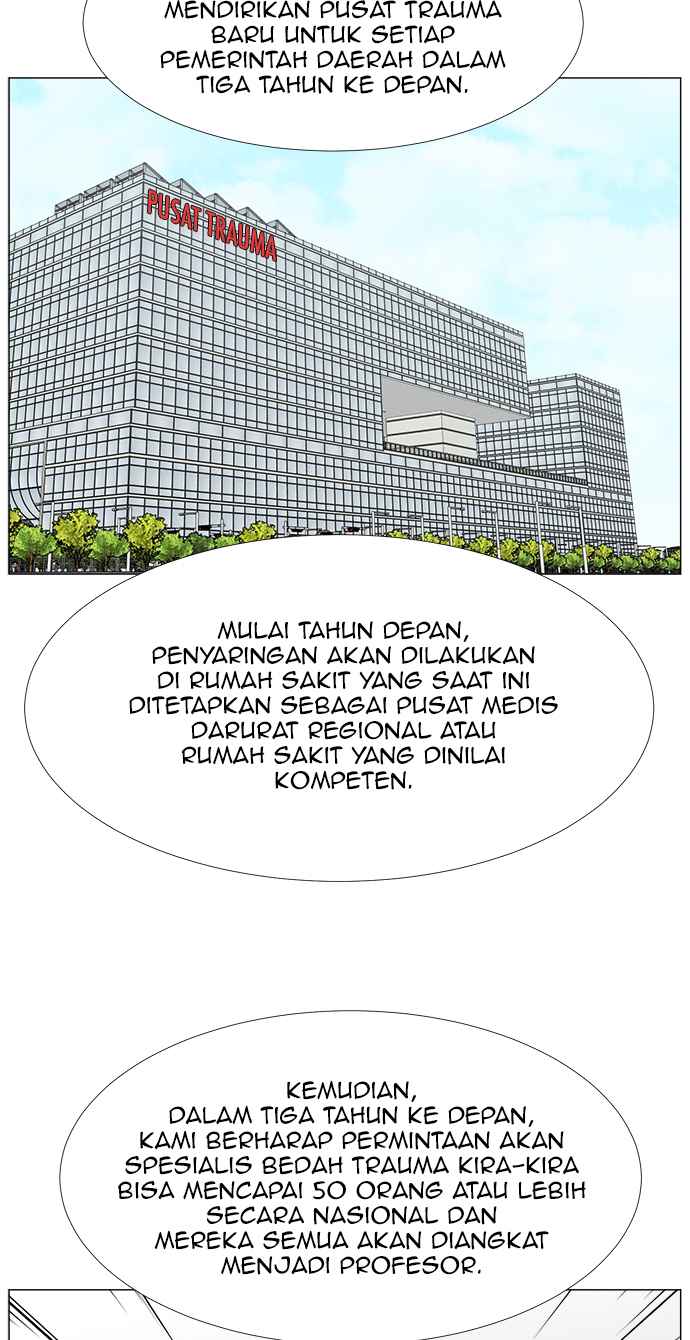 MENDIRIKAN PUSAT TRAUMA
BARU UNTUK SETIAP
PEMERINTAH DAERAH DALAM
TIGA TAHUN KE DEPAN.
PUSAT TRAUMA
MULAI TAHUN DEPAN,
PENYARINGAN AKAN DILAKUKAN
DI RUMAH SAKIT YANG SAAT INI
DITETAPKAN SEBAGAI PUSAT MEDIS
DARURAT REGIONAL ATAU
RUMAH SAKIT YANG DINILAI
KOMPETEN.
KEMUDIAN,
DALAM TIGA TAHUN KE DEPAN,
KAMI BERHARAP PERMINTAAN AKAN
SPESIALIS BEDAH TRAUMA KIRA-KIRA
BISA MENCAPAI 50 ORANG ATAU LEBIH
SECARA NASIONAL DAN
MEREKA SEMUA AKAN DIANGKAT
MENJADI PROFESOR.